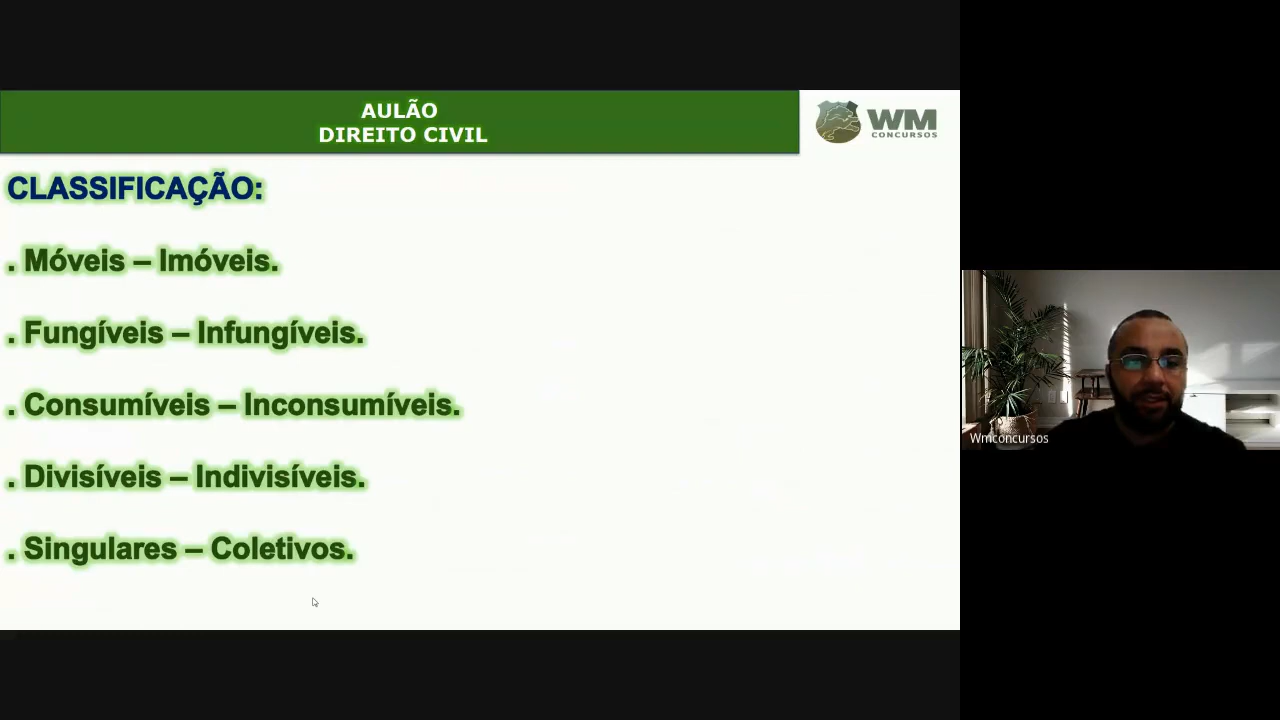 AULÃO
DIREITO CIVIL
WM
CONCURSOS
CLASSIFICAÇÃO:
. Móveis – Imóveis.
. Fungíveis – Infungíveis.
. Consumíveis – Inconsumíveis.
. Divisíveis – Indivisíveis.
. Singulares – Coletivos.
Wmconcursos